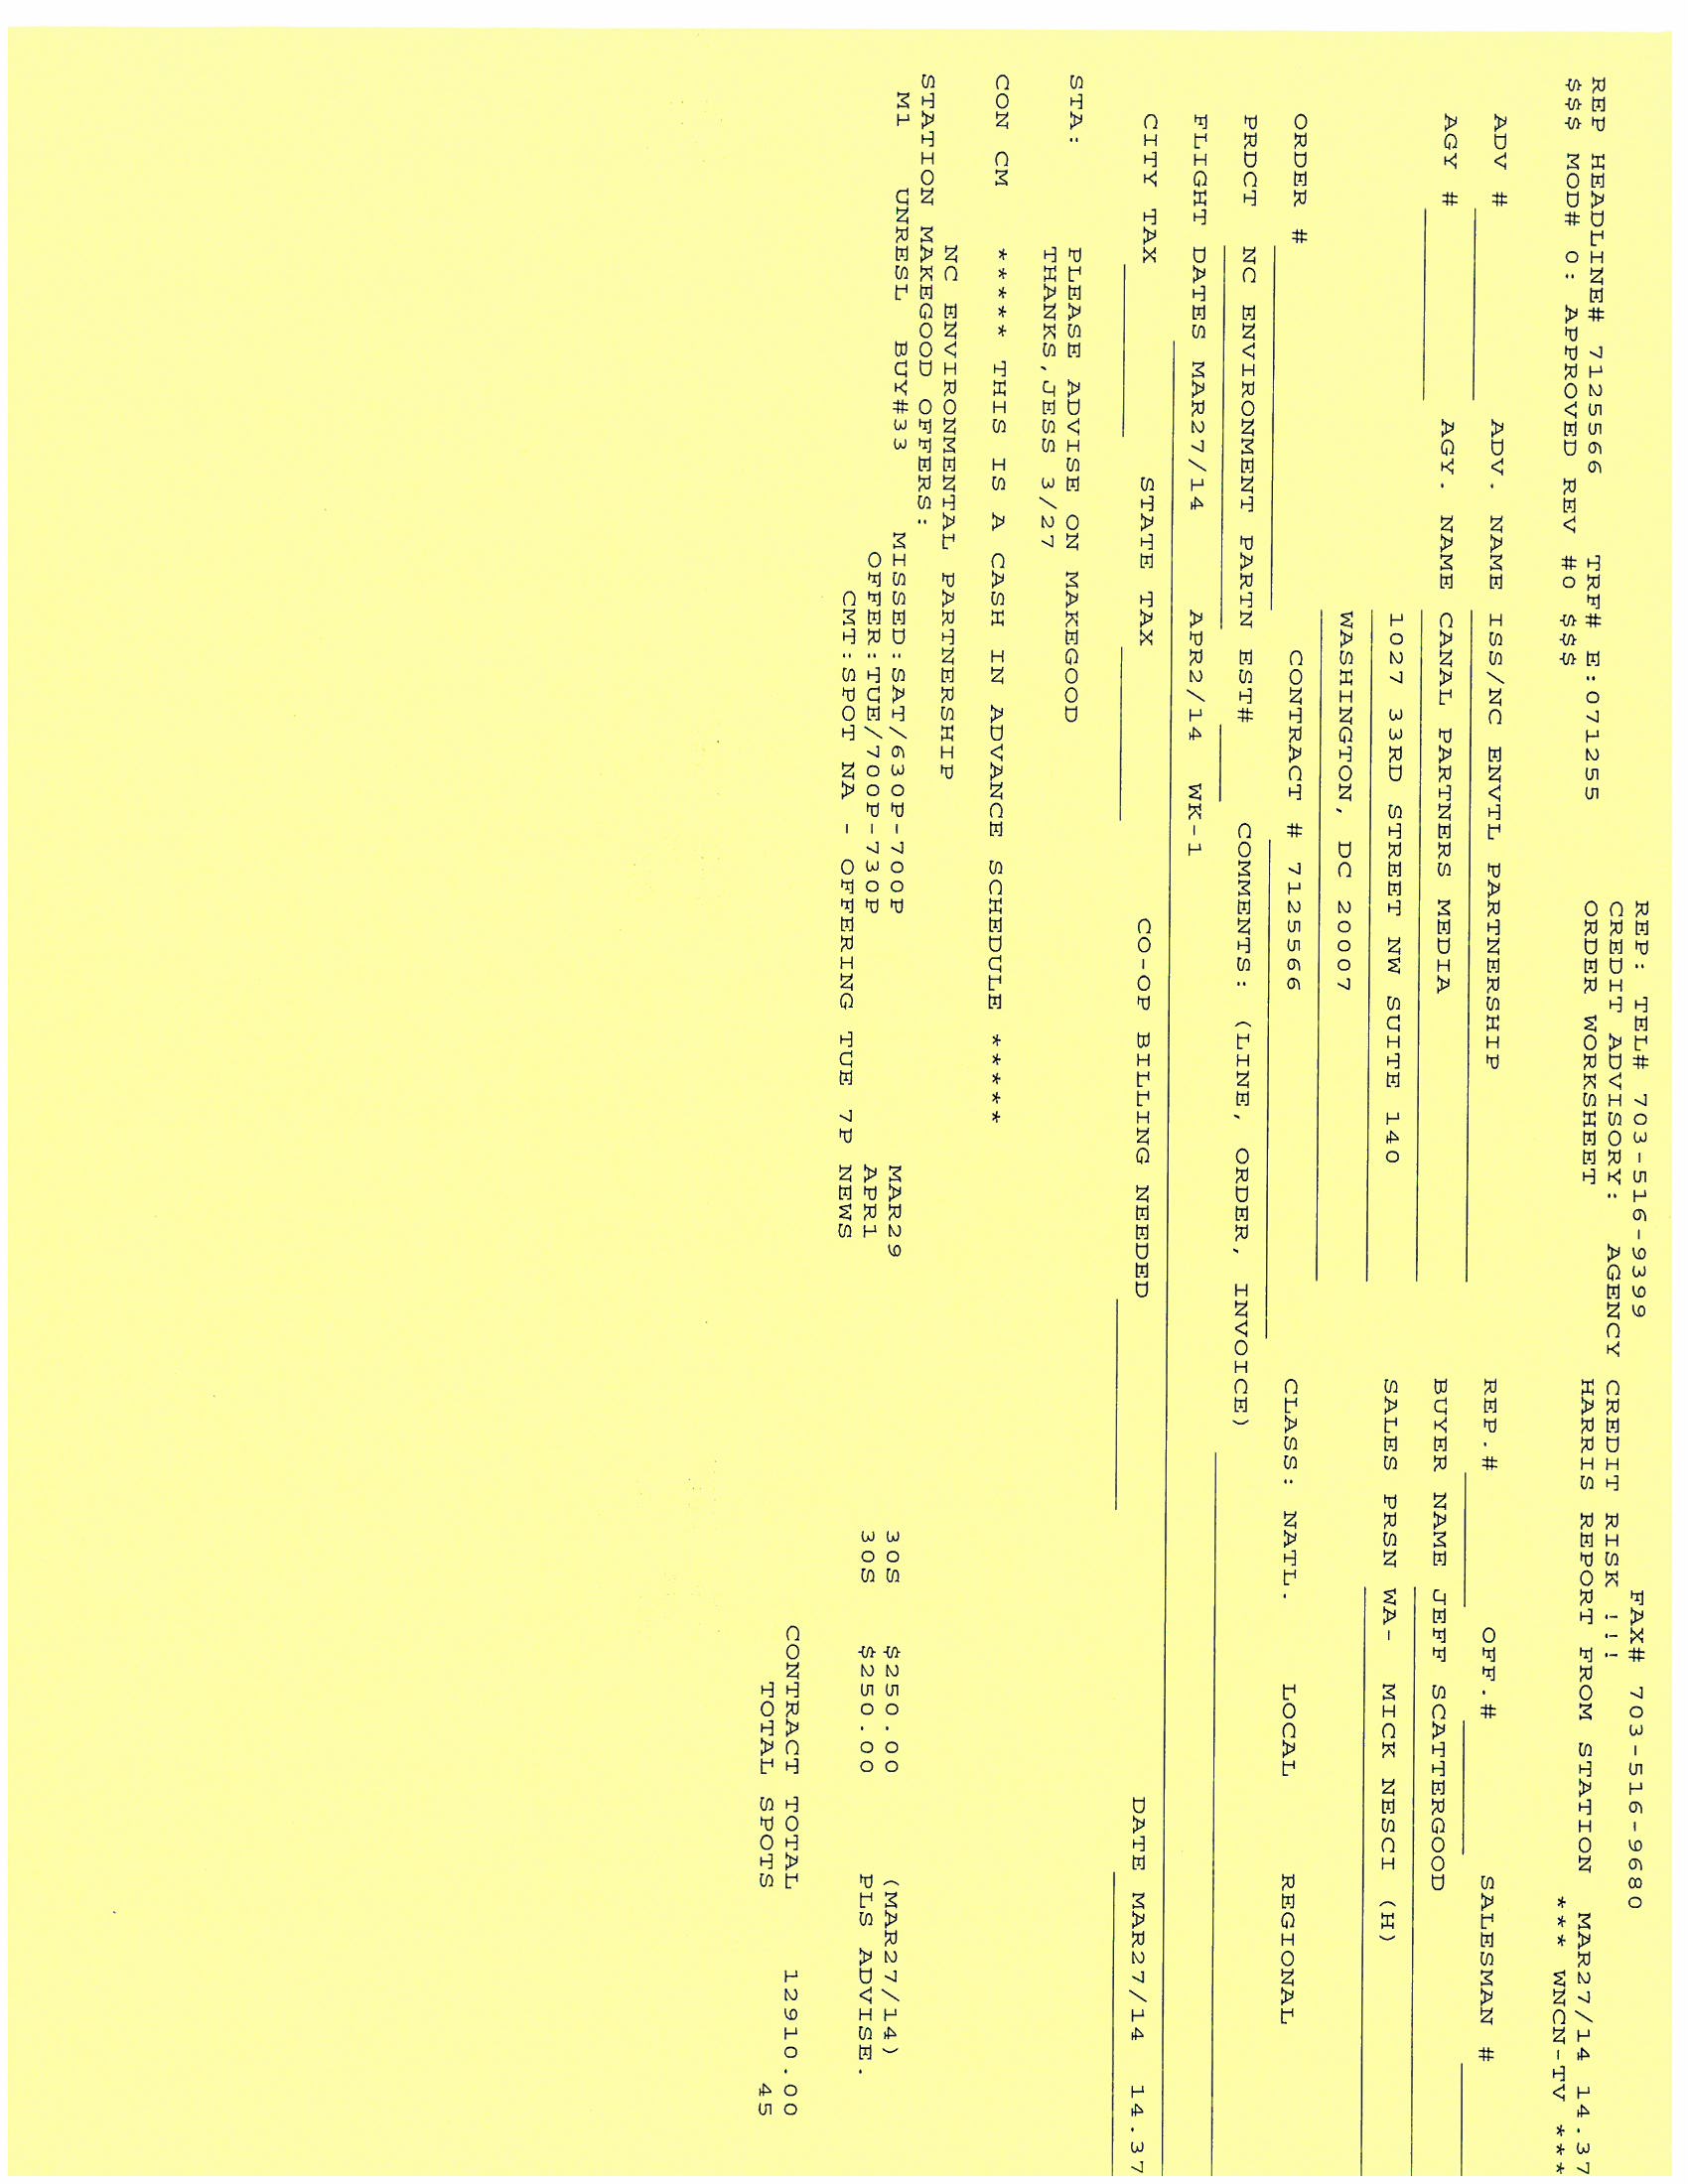 REP: TEL# 703-516-9399 FAX# 703-516-9680
CREDIT ADVISORY: AGENCY CREDIT RISK !!!
ORDER WORKSHEET HARRIS REPORT FROM STATION MAR27/14 14.37
REP HEADLINE# 7125566 TRF# E:071255 *** WNCN-TV ***
$$$ MOD# 0: APPROVED REV #0 $$$
ADV # ADV. NAME ISS/NC ENVTL PARTNERSHIP REP.# OFF.# SALESMAN #
AGY # AGY. NAME CANAL PARTNERS MEDIA BUYER NAME JEFF SCATTERGOOD
1027 33RD STREET NW SUITE 140 SALES PRSN WA- MICK NESCI (H)
WASHINGTON, DC 20007
ORDER # CONTRACT # 7125566 CLASS: NATL. LOCAL REGIONAL
PRDCT NC ENVIRONMENT PARTN EST# COMMENTS: (LINE, ORDER, INVOICE)
FLIGHT DATES MAR27/14 APR2/14 WK-1
CITY TAX STATE TAX CO-OP BILLING NEEDED DATE MAR27/14 14.37
STA: PLEASE ADVISE ON MAKEGOOD
THANKS,JESS 3/27
CON CM **** THIS IS A CASH IN ADVANCE SCHEDULE *****
NC ENVIRONMENTAL PARTNERSHIP
STATION MAKEGOOD OFFERS:
M1 UNRESL BUY#33 MISSED:SAT/630P-700P MAR29 30S $250.00 (MAR27/14)
OFFER:TUE/700P-730P APR1 30S $250.00 PLS ADVISE.
CMT:SPOT NA - OFFERING TUE 7P NEWS
CONTRACT TOTAL 12910.00
TOTAL SPOTS 45